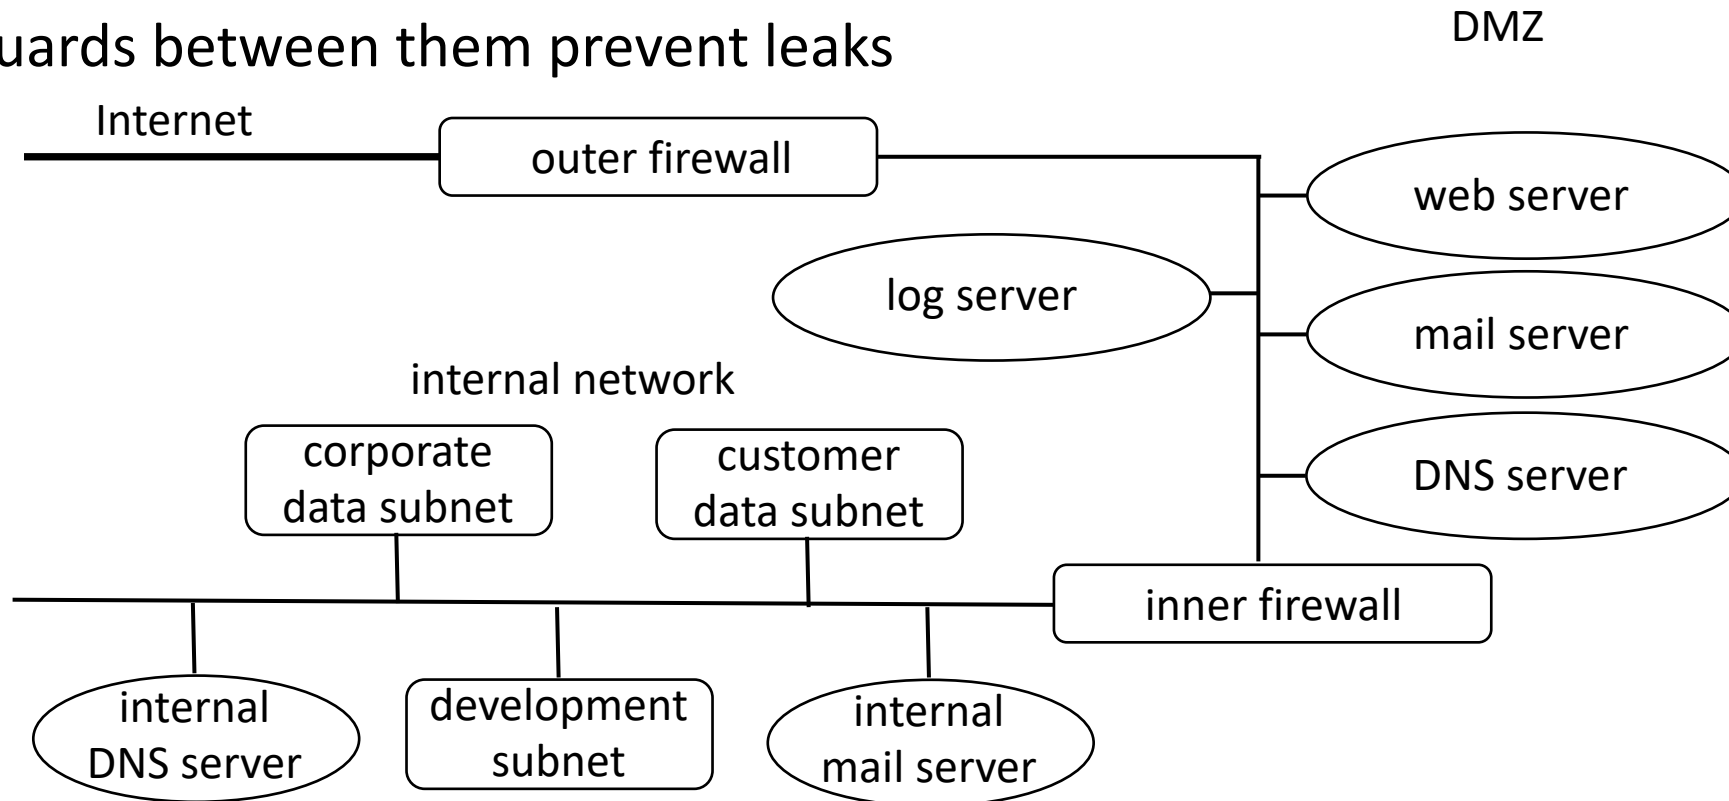 DMZ
uards between them prevent leaks
Internet
outer firewall
web server
log server
mail server
internal network
corporate
data subnet
customer
data subnet
DNS server
inner firewall
internal
DNS server
development
subnet
internal
mail server